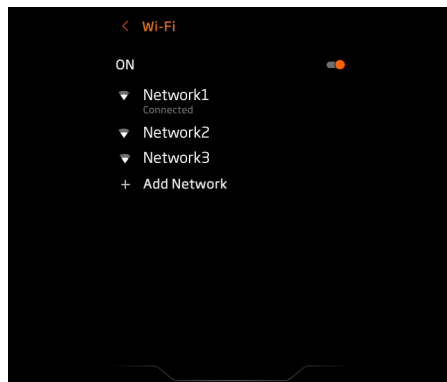 Wi-Fi
ON
Network1
Connected
Network2
Network3
+ Add Network